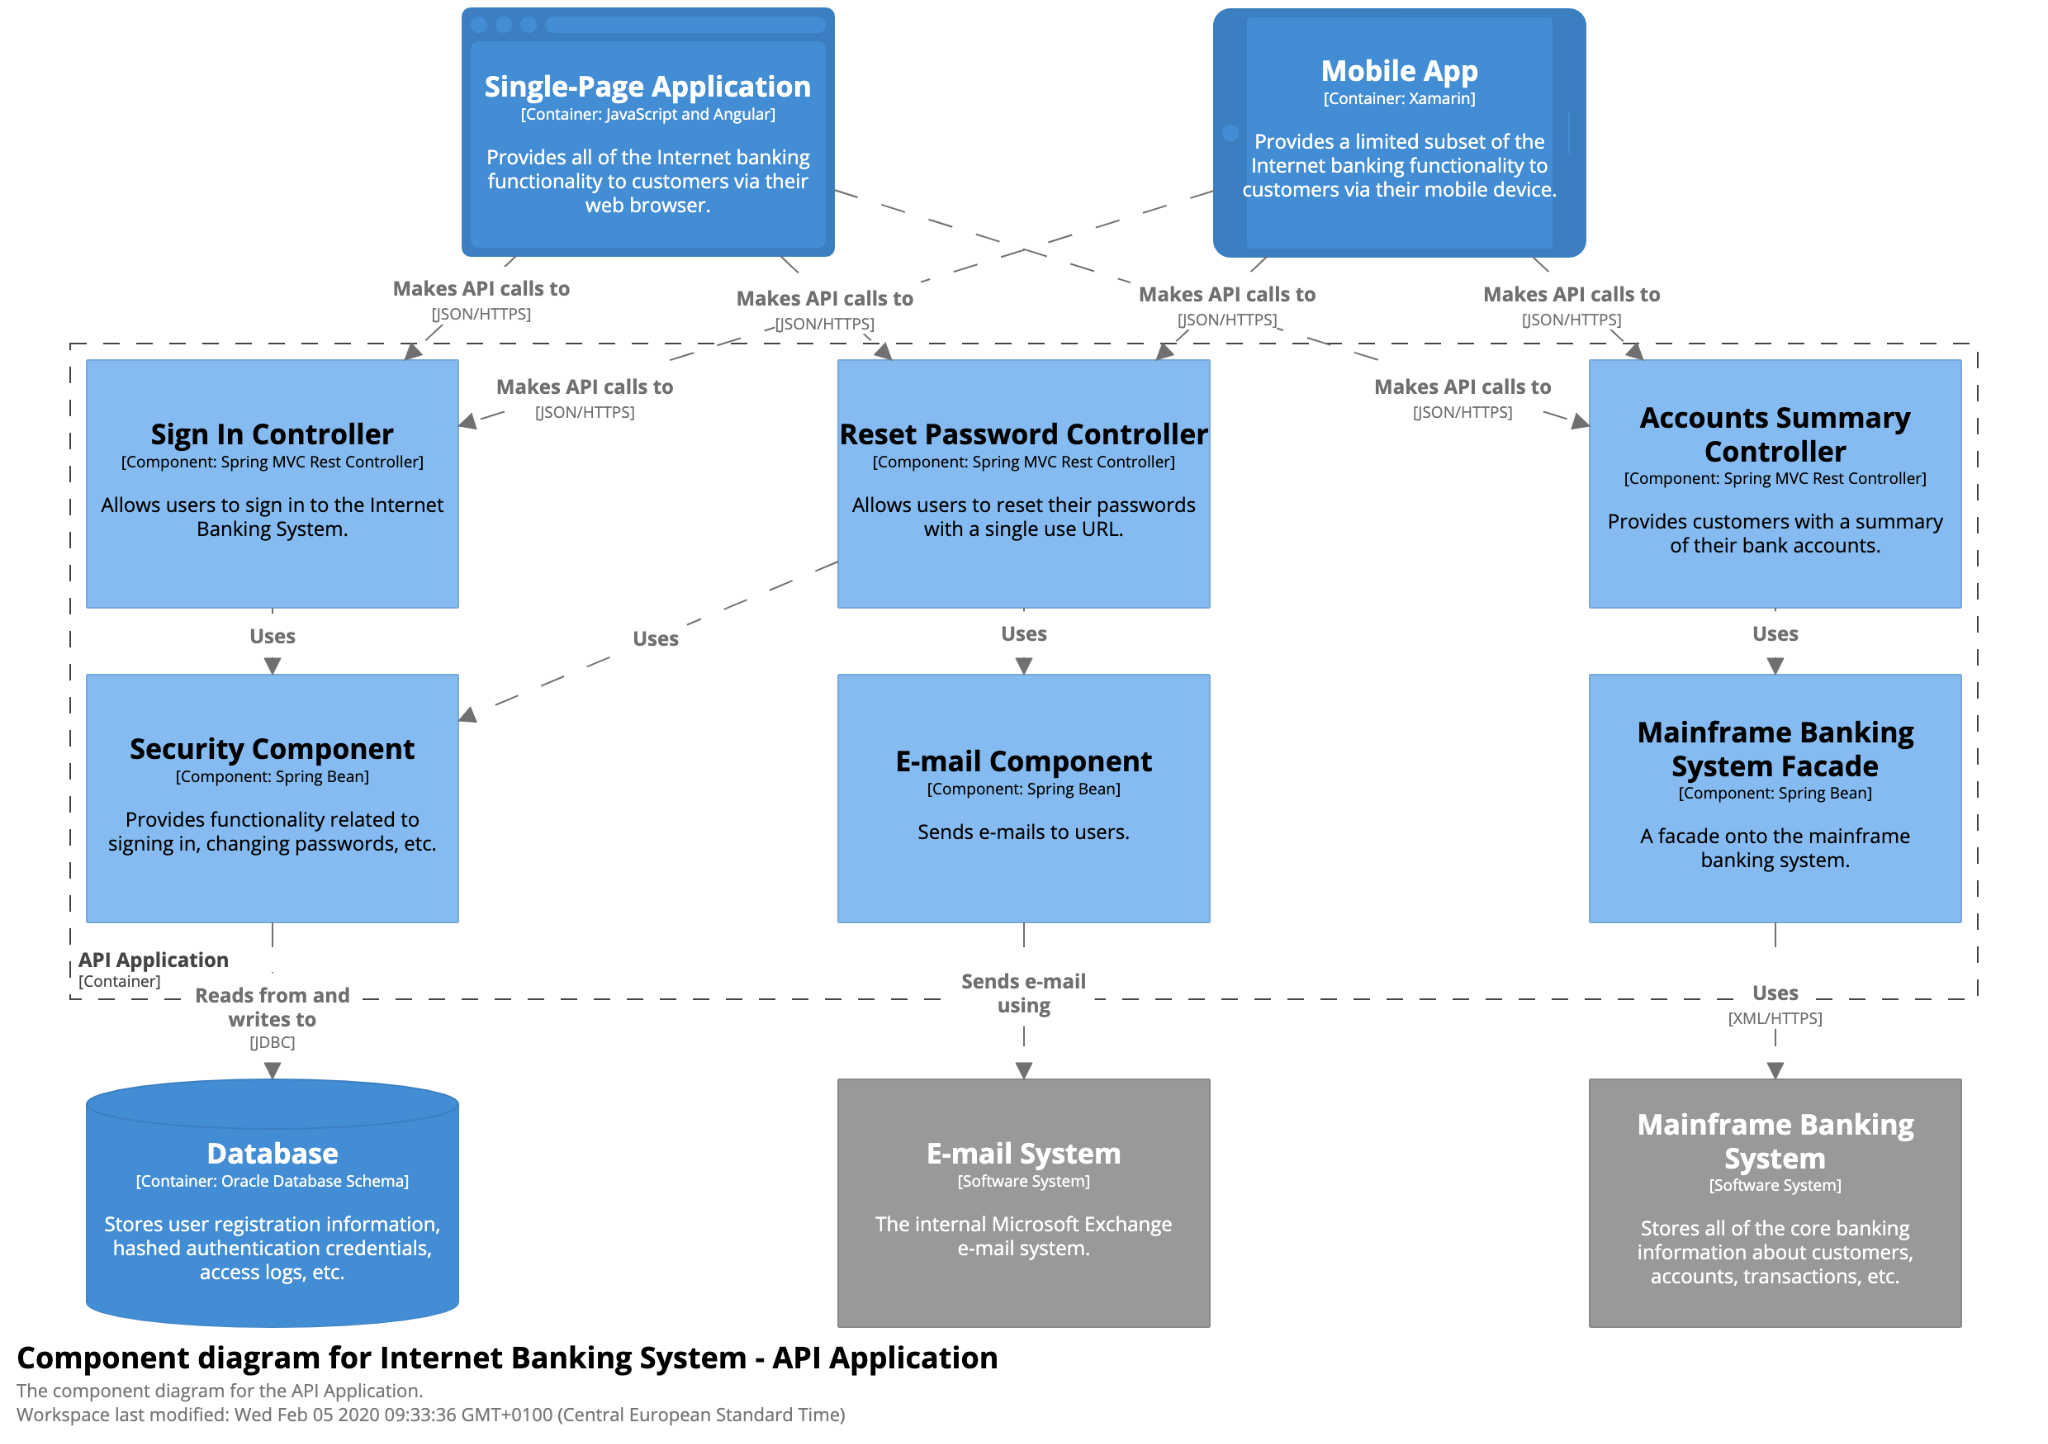 Single-Page Application
[Container: JavaScript and Angular]
Provides all of the Internet banking
functionality to customers via their
web browser.
Mobile App
[Container: Xamarin]
Provides a limited subset of the
Internet banking functionality to
customers via their mobile device.
Makes API calls to
[JSON/HTTPS]
Makes API calls to
[JSON/HTTPS]
Makes API calls to
[JSON/HTTPS]
Makes API calls to
[JSON/HTTPS]
Makes API calls to
[JSON/HTTPS]
Makes API calls to
[JSON/HTTPS]
Sign In Controller
[Component: Spring MVC Rest Controller]
Allows users to sign in to the Internet
Banking System.
Reset Password Controller
[Component: Spring MVC Rest Controller]
Allows users to reset their passwords
with a single use URL.
Accounts Summary
Controller
[Component: Spring MVC Rest Controller]
Provides customers with a summary
of their bank accounts.
Uses
Uses
Uses
Uses
Security Component
[Component: Spring Bean]
Provides functionality related to
signing in, changing passwords, etc.
E-mail Component
[Component: Spring Bean]
Sends e-mails to users.
Mainframe Banking
System Facade
[Component: Spring Bean]
A facade onto the mainframe
banking system.
API Application
[Container]
Reads from and
writes to
[JDBC]
Sends e-mail
using
Uses
[XML/HTTPS]
Database
[Container: Oracle Database Schema]
Stores user registration information,
hashed authentication credentials,
access logs, etc.
E-mail System
[Software System]
The internal Microsoft Exchange
e-mail system.
Mainframe Banking
System
[Software System]
Stores all of the core banking
information about customers,
accounts, transactions, etc.
Component diagram for Internet Banking System - API Application
The component diagram for the API Application.
Workspace last modified: Wed Feb 05 2020 09:33:36 GMT+0100 (Central European Standard Time)